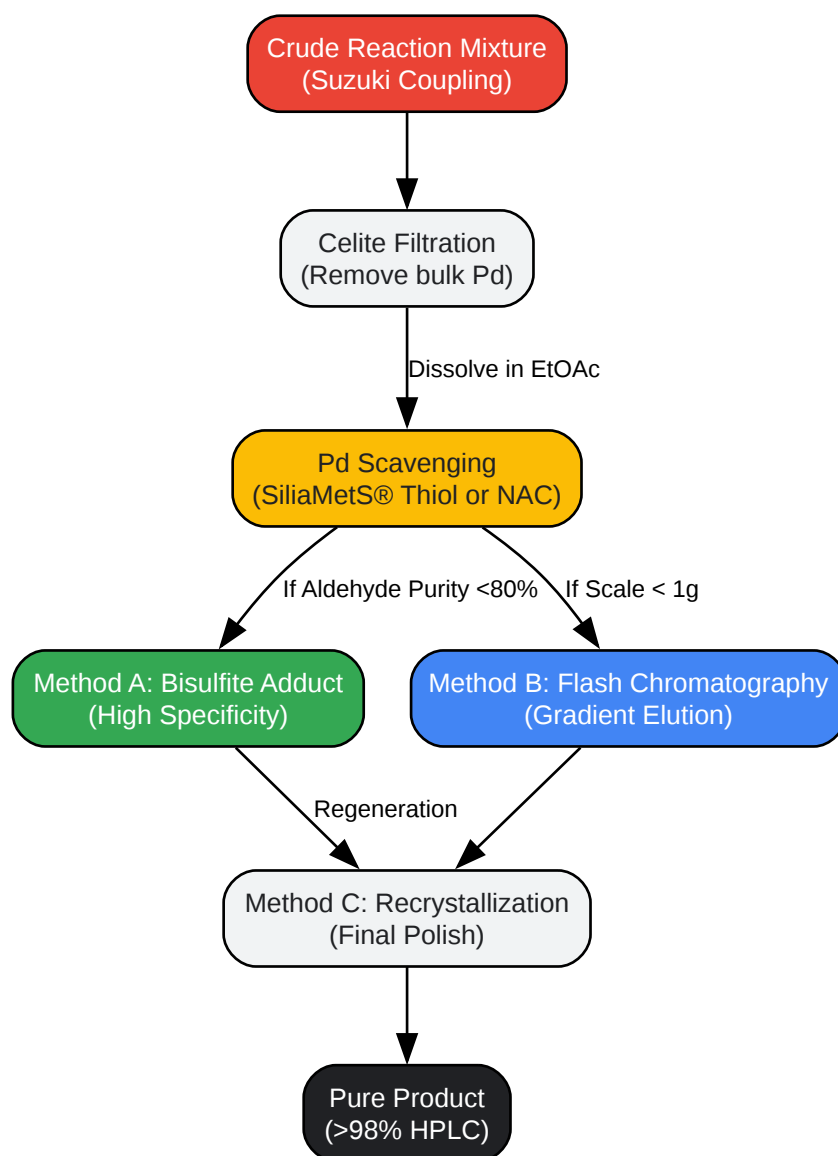 Crude Reaction Mixture
(Suzuki Coupling)
Celite Filtration
(Remove bulk Pd)
Dissolve in EtOAc
Pd Scavenging
(SiliaMetS® Thiol or NAC)
If Aldehyde Purity <80%
If Scale < 1g
Method A: Bisulfite Adduct
(High Specificity)
Method B: Flash Chromatography
(Gradient Elution)
Regeneration
Method C: Recrystallization
(Final Polish)
Pure Product
(>98% HPLC)